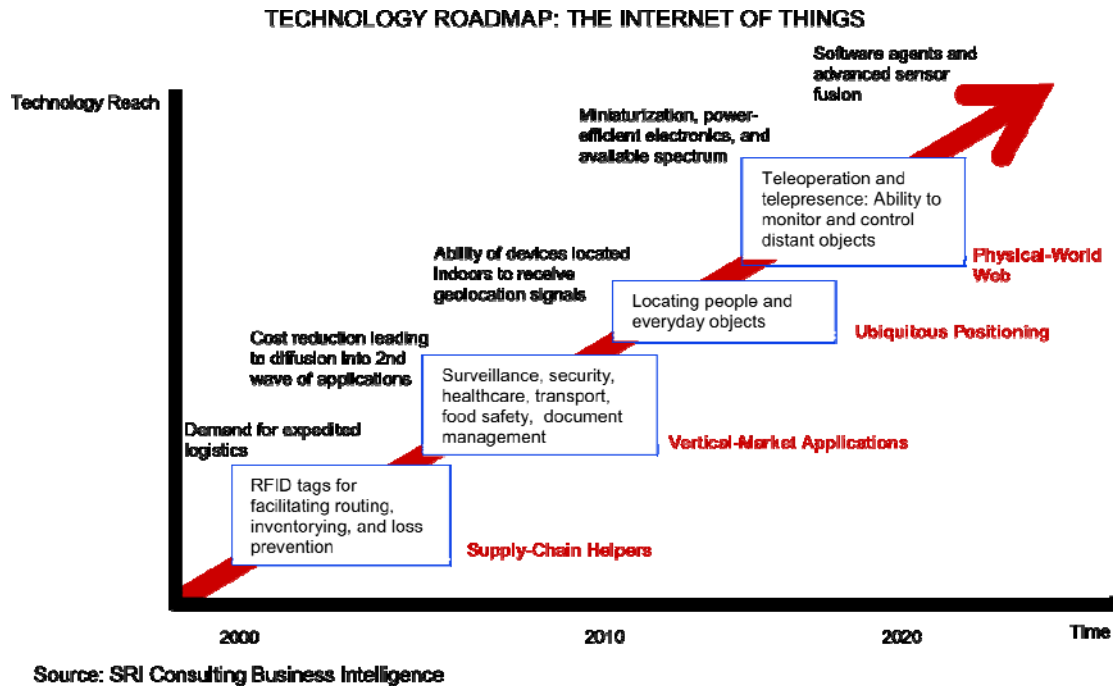 TECHNOLOGY ROADMAP: THE INTERNET OF THINGS
Software agents and
advanced sensor
fusion
Technology Reach
Miniaturization, power-
efficient electronics, and
available spectrum
Teleoperation and
telepresence: Ability to
monitor and control
distant objects
Physical-World
Web
Ability of devices located
indoors to receive
geolocation signals
Locating people and
everyday objects
Ubiquitous Positioning
Cost reduction leading
to diffusion into 2nd
wave of applications
Surveillance, security,
healthcare, transport,
food safety, document
management
Vertical-Market Applications
Demand for expedited
logistics
RFID tags for
facilitating routing,
inventorying, and loss
prevention
Supply-Chain Helpers
2000
2010
2020
Time
Source: SRI Consulting Business Intelligence